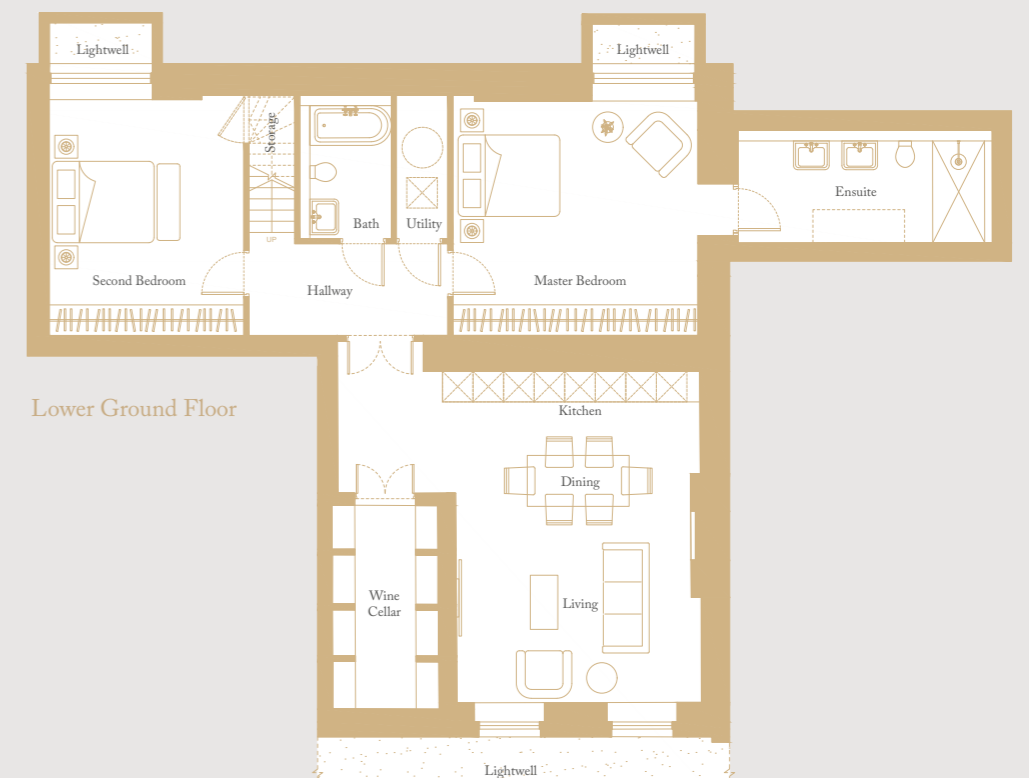 Lightwell
Lightwell
Storage
Ensuite
Bath
Utility
UP
Second Bedroom
Master Bedroom
Hallway
Lower Ground Floor
Kitchen
Dining
Wine
Cellar
Living
Lightwell